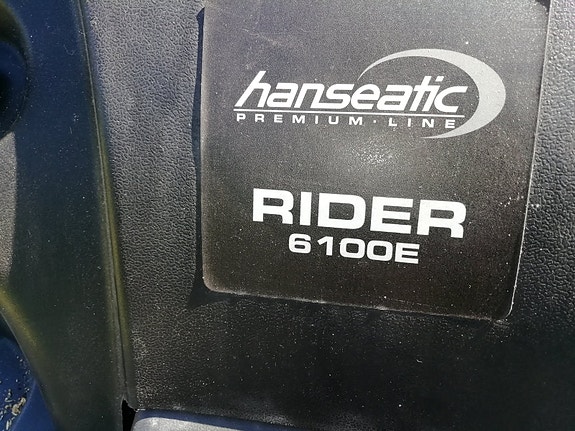 hanseatic
PREMIUM·LINE
RIDER
6100E